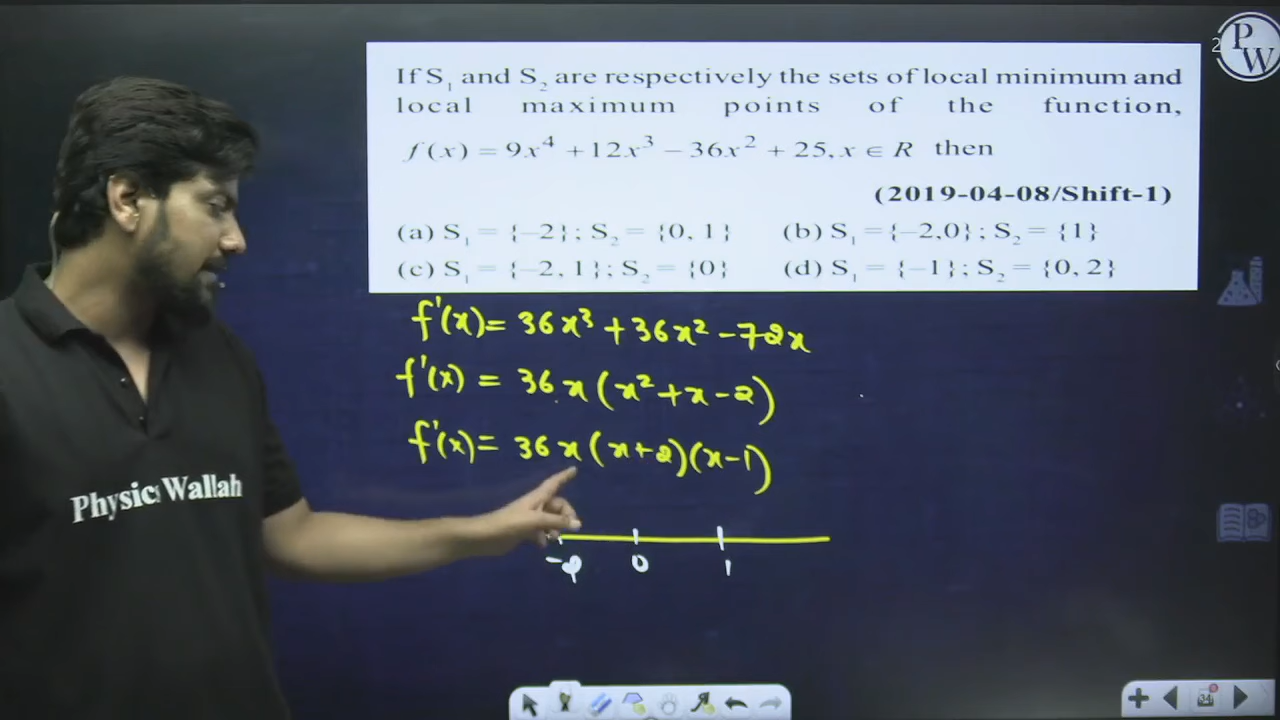 2
PW
If S₁ and S₂ are respectively the sets of local minimum and
local maximum points of the function,
f(x) = 9x⁴ + 12x³ − 36x² + 25, x ∈ R then
(2019-04-08/Shift-1)
(a) S₁ = {−2}; S₂ = {0, 1} (b) S₁ = {−2,0}; S₂ = {1}
(c) S₁ = {−2, 1}; S₂ = {0} (d) S₁ = {−1}; S₂ = {0, 2}
f'(x) = 36x³ + 36x² − 72x
f'(x) = 36x(x² + x − 2)
f'(x) = 36x(x + 2)(x − 1)
-2 0 1
Physics Wallah
34